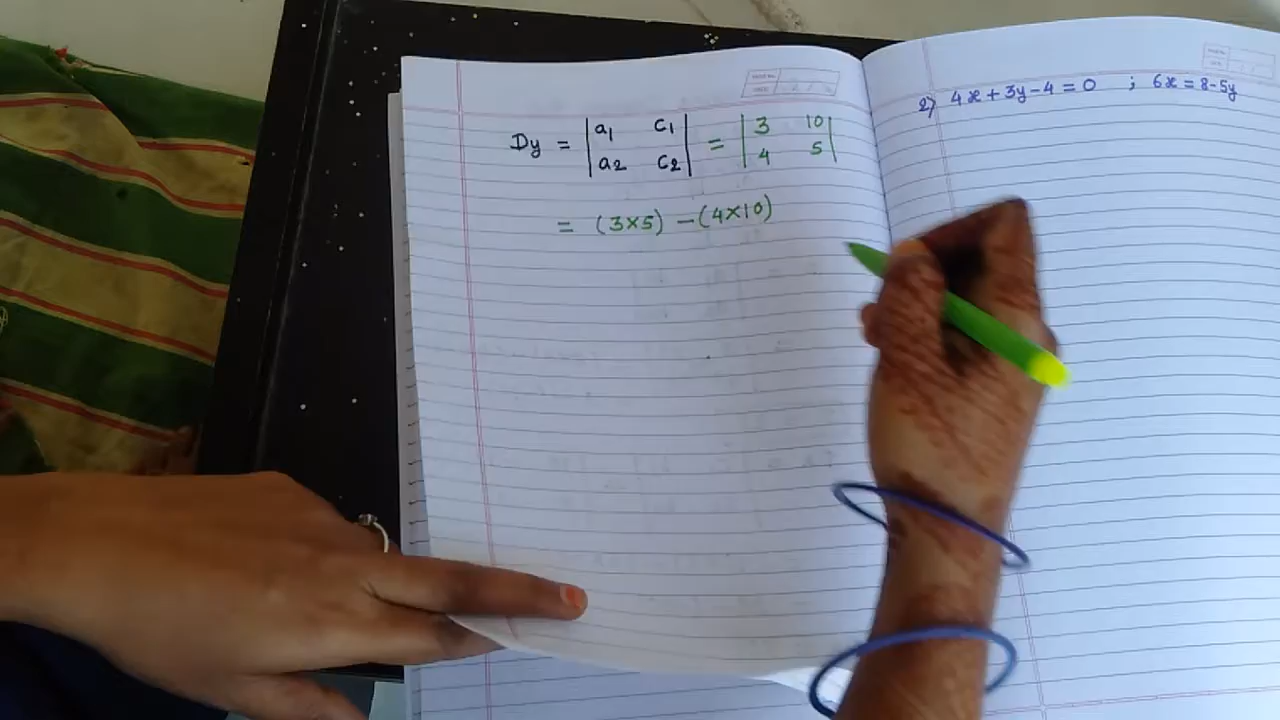 Dy = |a1 c1| = |3 10|
|a2 c2| |4 5|
= (3×5) - (4×10)
2) 4x + 3y - 4 = 0 ; 6x = 8 - 5y